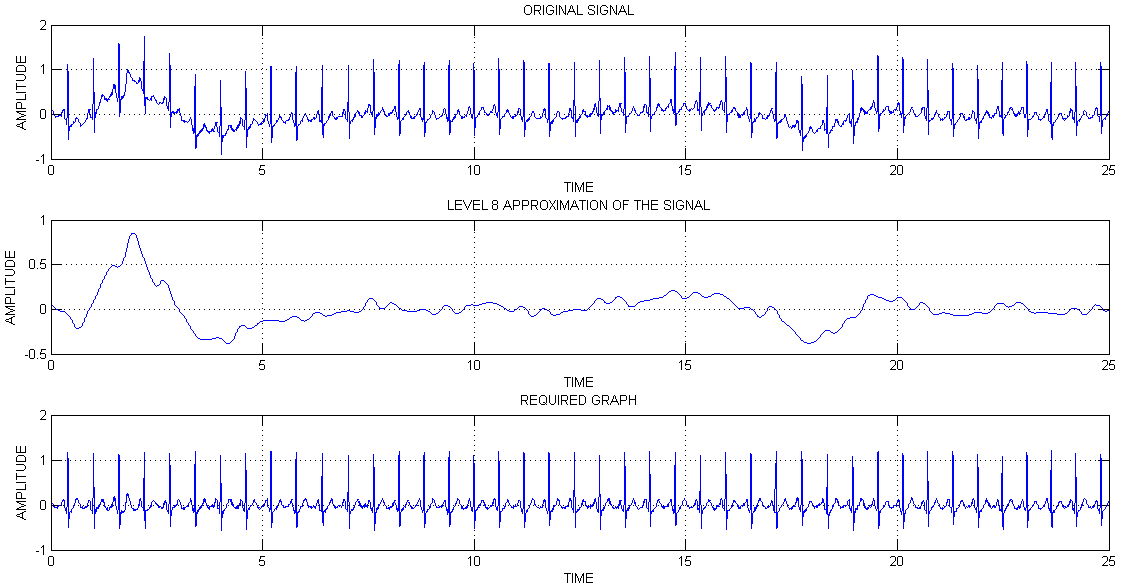 ORIGINAL SIGNAL
AMPLITUDE
2
1
0
-1
0 5 10 15 20 25
TIME
LEVEL 8 APPROXIMATION OF THE SIGNAL
AMPLITUDE
1
0.5
0
-0.5
0 5 10 15 20 25
TIME
REQUIRED GRAPH
AMPLITUDE
2
1
0
-1
0 5 10 15 20 25
TIME